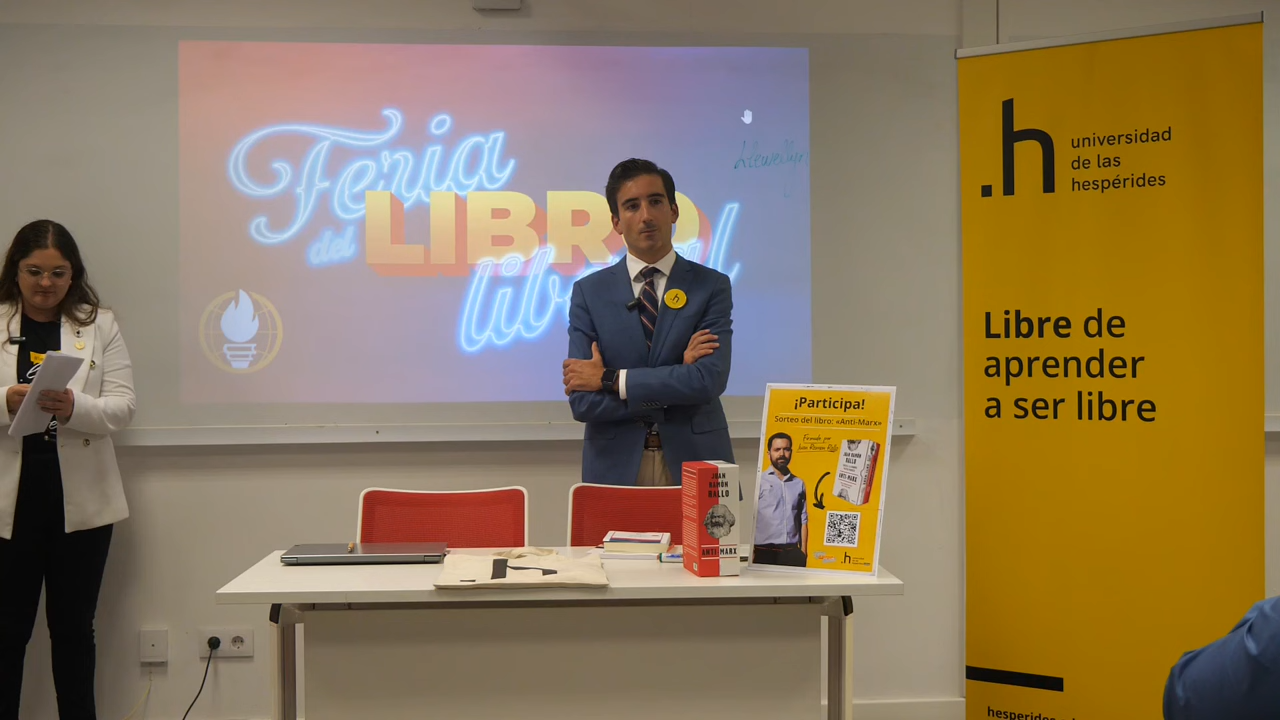 Feria
del
LIBRO
liberal
Llewellyn
.h
universidad
de las
hespérides
Libre de
aprender
a ser libre
¡Participa!
Sorteo del libro: «Anti-Marx»
Firmado por
Juan Ramón Rallo
JUAN
RAMÓN
RALLO
ANTI-MARX
JUAN RAMÓN
RALLO
ANTI-MARX
.h
.h